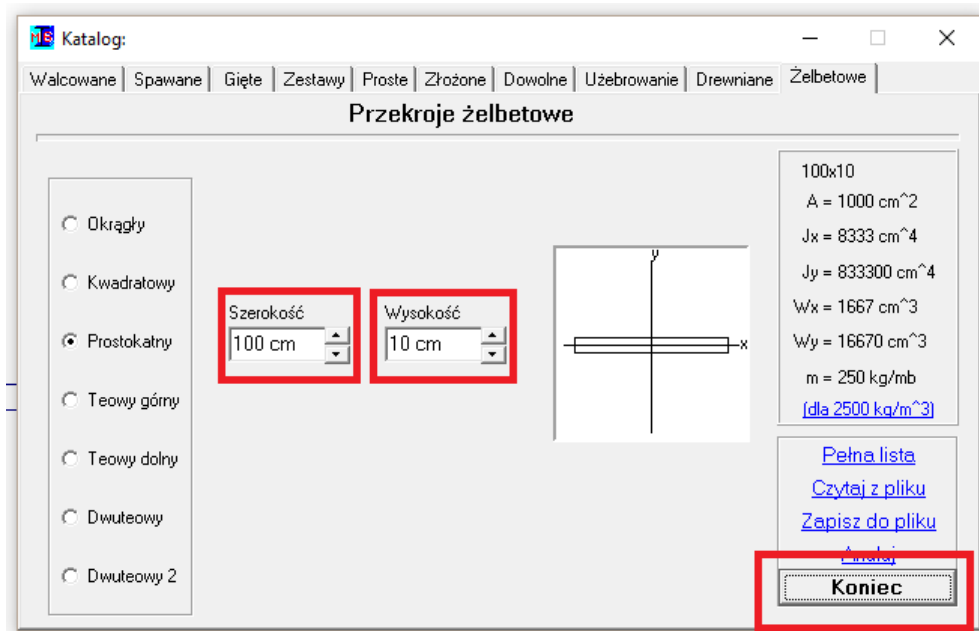 Katalog:
Walcowane Spawane Gięte Zestawy Proste Złożone Dowolne Użebrowanie Drewniane Żelbetowe
Przekroje żelbetowe
Okrągły
Kwadratowy
Prostokatny
Teowy górny
Teowy dolny
Dwuteowy
Dwuteowy 2
Szerokość
100 cm
Wysokość
10 cm
y
x
100x10
A = 1000 cm^2
Jx = 8333 cm^4
Jy = 833300 cm^4
Wx = 1667 cm^3
Wy = 16670 cm^3
m = 250 kg/mb
(dla 2500 kg/m^3)
Pełna lista
Czytaj z pliku
Zapisz do pliku
Anuluj
Koniec